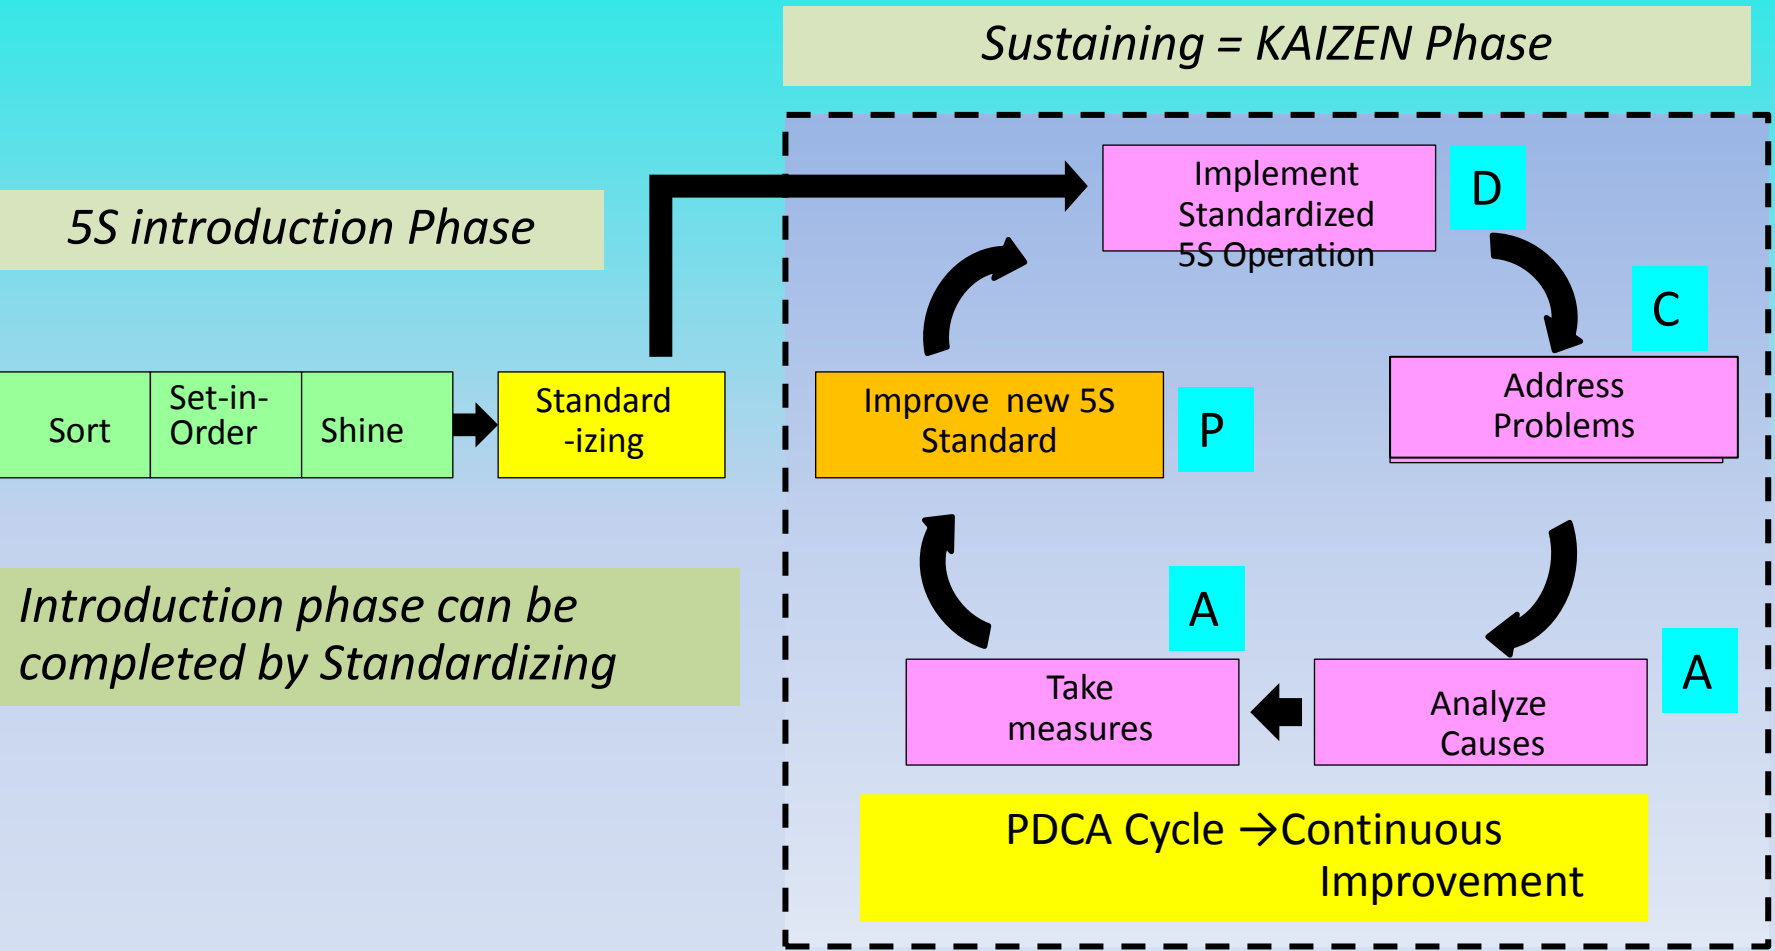 Sustaining = KAIZEN Phase
5S introduction Phase
Sort
Set-in-
Order
Shine
Standard
-izing
Introduction phase can be
completed by Standardizing
Implement
Standardized
5S Operation
D
C
Address
Problems
Improve new 5S
Standard
P
A
Take
measures
Analyze
Causes
A
PDCA Cycle →Continuous
Improvement